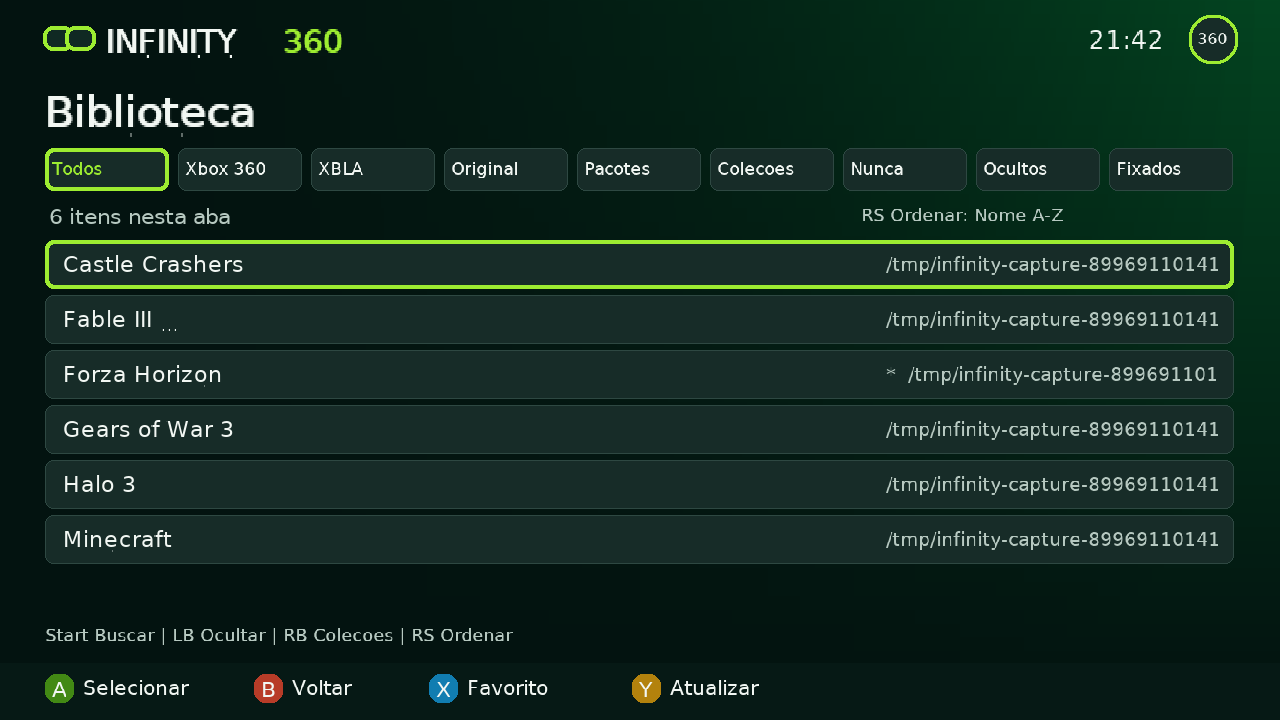 INFINITY 360 21:42 360
Biblioteca
Todos Xbox 360 XBLA Original Pacotes Colecoes Nunca Ocultos Fixados
6 itens nesta aba RS Ordenar: Nome A-Z
Castle Crashers /tmp/infinity-capture-89969110141
Fable III ... /tmp/infinity-capture-89969110141
Forza Horizon * /tmp/infinity-capture-899691101
Gears of War 3 /tmp/infinity-capture-89969110141
Halo 3 /tmp/infinity-capture-89969110141
Minecraft /tmp/infinity-capture-89969110141
Start Buscar | LB Ocultar | RB Colecoes | RS Ordenar
A Selecionar B Voltar X Favorito Y Atualizar